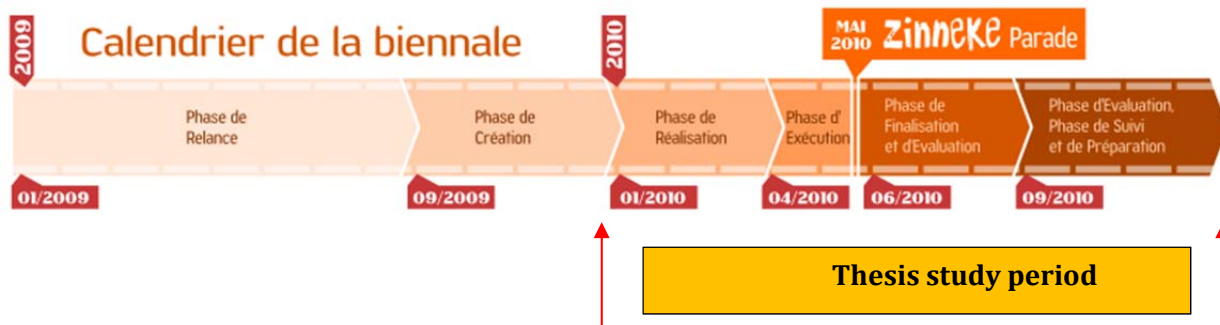 2009
Calendrier de la biennale
2010
MAI
2010
Zinneke Parade
Phase de
Relance
Phase de
Création
Phase de
Réalisation
Phase d'
Exécution
Phase de
Finalisation
et d'Evaluation
Phase d'Evaluation,
Phase de Suivi
et de Préparation
01/2009
09/2009
01/2010
04/2010
06/2010
09/2010
Thesis study period